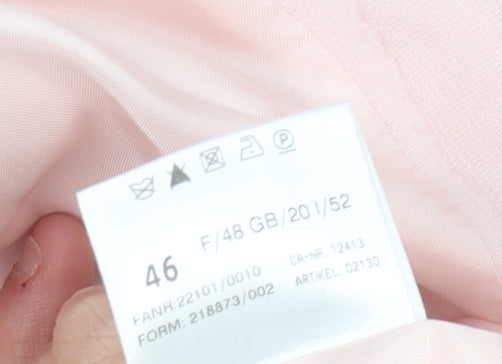 P
46 F/48 GB/20 I/52
FANR:22101/0010 CA-NR. 12413
FORM: 218873/002 ARTIKEL: 02130